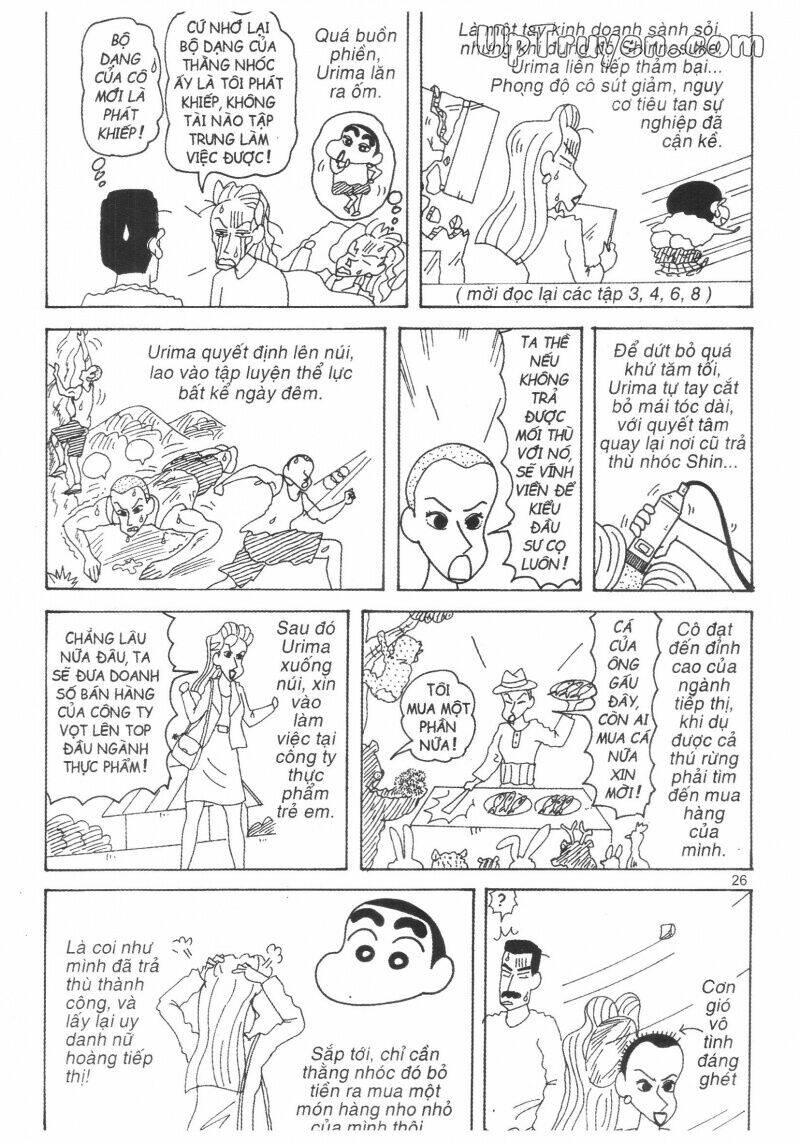 Là một tay kinh doanh sành sỏi
nhưng khi đụng độ Shinnosuke,
Urima liên tiếp thảm bại...
Phong độ cô sút giảm, nguy
cơ tiêu tan sự
nghiệp đã
cận kề.
( mời đọc lại các tập 3, 4, 6, 8 )
Quá buồn
phiền,
Urima lăn
ra ốm.
CỨ NHỚ LẠI
BỘ DẠNG CỦA
THẰNG NHÓC
ẤY LÀ TÔI PHÁT
KHIẾP, KHÔNG
TÀI NÀO TẬP
TRUNG LÀM
VIỆC ĐƯỢC!
BỘ
DẠNG
CỦA CÔ
MỚI LÀ
PHÁT
KHIẾP!
Để dứt bỏ quá
khứ tăm tối,
Urima tự tay cắt
bỏ mái tóc dài,
với quyết tâm
quay lại nơi cũ trả
thù nhóc Shin...
TA THỀ
NẾU
KHÔNG
TRẢ
ĐƯỢC
MỐI THÙ
VỚI NÓ,
SẼ VĨNH
VIỄN ĐỂ
KIỂU
ĐẦU
SƯ CỌ
LUÔN!
Urima quyết định lên núi,
lao vào tập luyện thể lực
bất kể ngày đêm.
Cô đạt
đến đỉnh
cao của
ngành
tiếp thị,
khi dụ
được cả
thú rừng
phải tìm
đến mua
hàng
của
mình.
CÁ
CỦA
ÔNG
GẤU
ĐÂY,
CÒN AI
MUA CÁ
NỮA
XIN
MỜI!
TÔI
MUA MỘT
PHẦN
NỮA!
Sau đó
Urima
xuống
núi, xin
vào
làm
việc tại
công ty
thực
phẩm
trẻ em.
CHẲNG LÂU
NỮA ĐÂU, TA
SẼ ĐƯA DOANH
SỐ BÁN HÀNG
CỦA CÔNG TY
VỌT LÊN TOP
ĐẦU NGÀNH
THỰC PHẨM!
26
?
Cơn
gió
vô
tình
đáng
ghét
Sắp tới, chỉ cần
thằng nhóc đó bỏ
tiền ra mua một
món hàng nho nhỏ
của mình thôi
Là coi như
mình đã trả
thù thành
công, và
lấy lại uy
danh nữ
hoàng tiếp
thị!